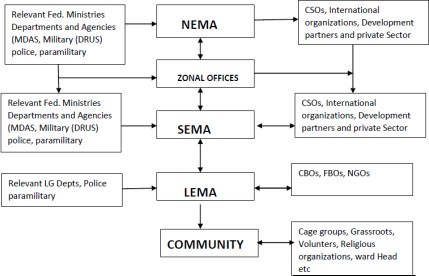 Relevant Fed. Ministries
Departments and Agencies
(MDAS, Military (DRUS)
police, paramilitary
NEMA
CSOs, International
organizations, Development
partners and private Sector
ZONAL OFFICES
Relevant Fed. Ministries
Departments and Agencies
(MDAS, Military (DRUS)
police, paramilitary
SEMA
CSOs, International
organizations, Development
partners and private Sector
Relevant LG Depts, Police
paramilitary
LEMA
CBOs, FBOs, NGOs
COMMUNITY
Cage groups, Grassroots,
Volunters, Religious
organizations, ward Head
etc